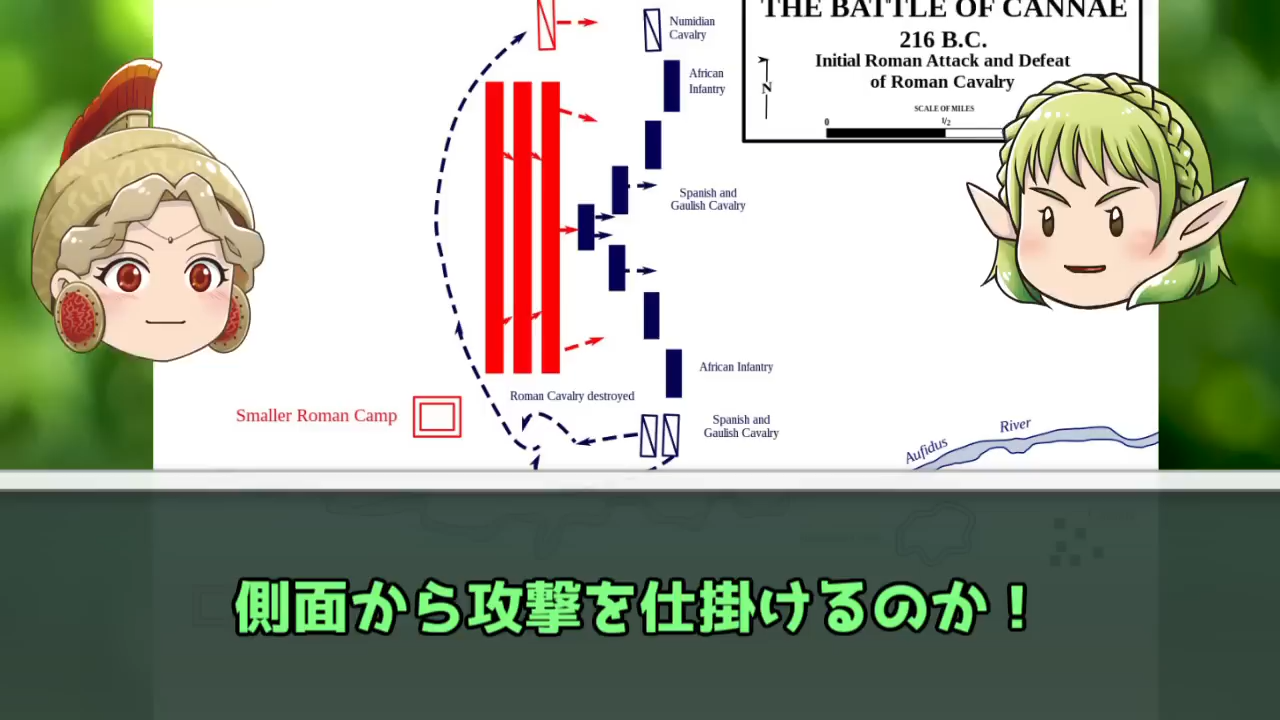 THE BATTLE OF CANNAE
216 B.C.
Initial Roman Attack and Defeat
of Roman Cavalry
SCALE OF MILES
0
1/2
N
Numidian
Cavalry
African
Infantry
Spanish and
Gaulish Cavalry
African Infantry
Roman Cavalry destroyed
Spanish and
Gaulish Cavalry
Smaller Roman Camp
Aufidus
River
側面から攻撃を仕掛けるのか！